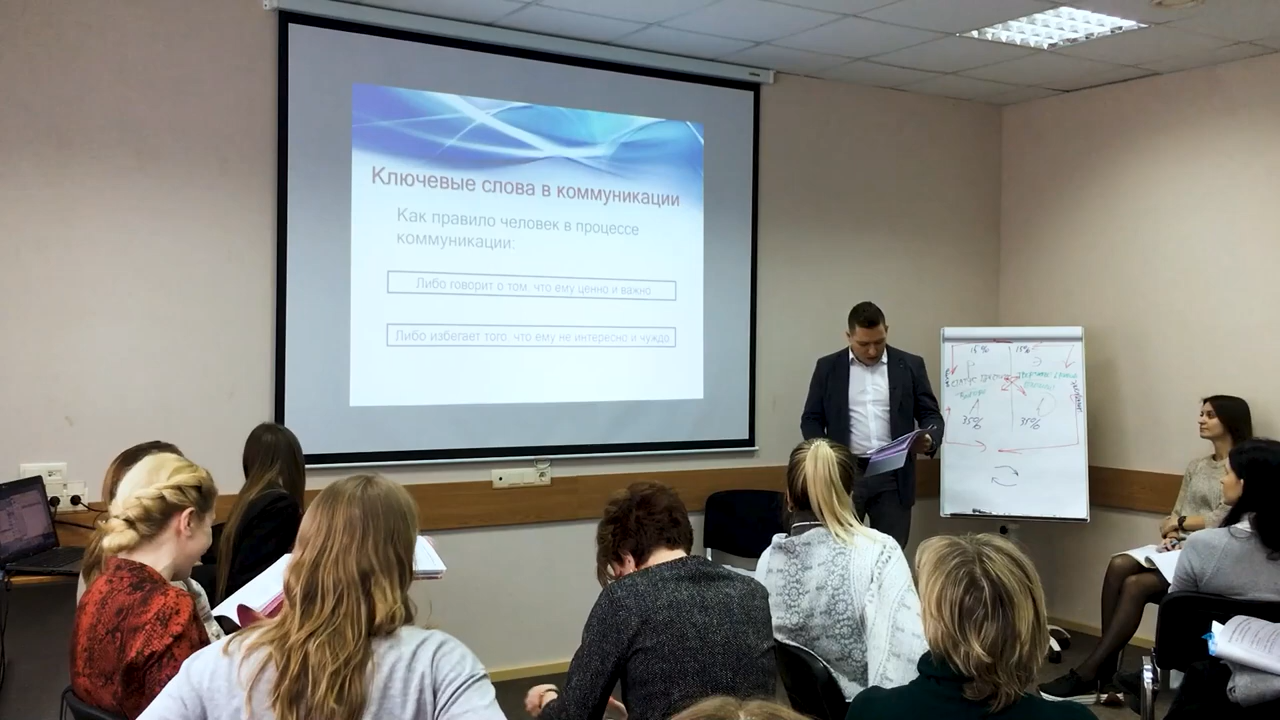 Ключевые слова в коммуникации
Как правило человек в процессе
коммуникации:
Либо говорит о том, что ему ценно и важно
Либо избегает того, что ему не интересно и чуждо
15% 15%
35% 35%